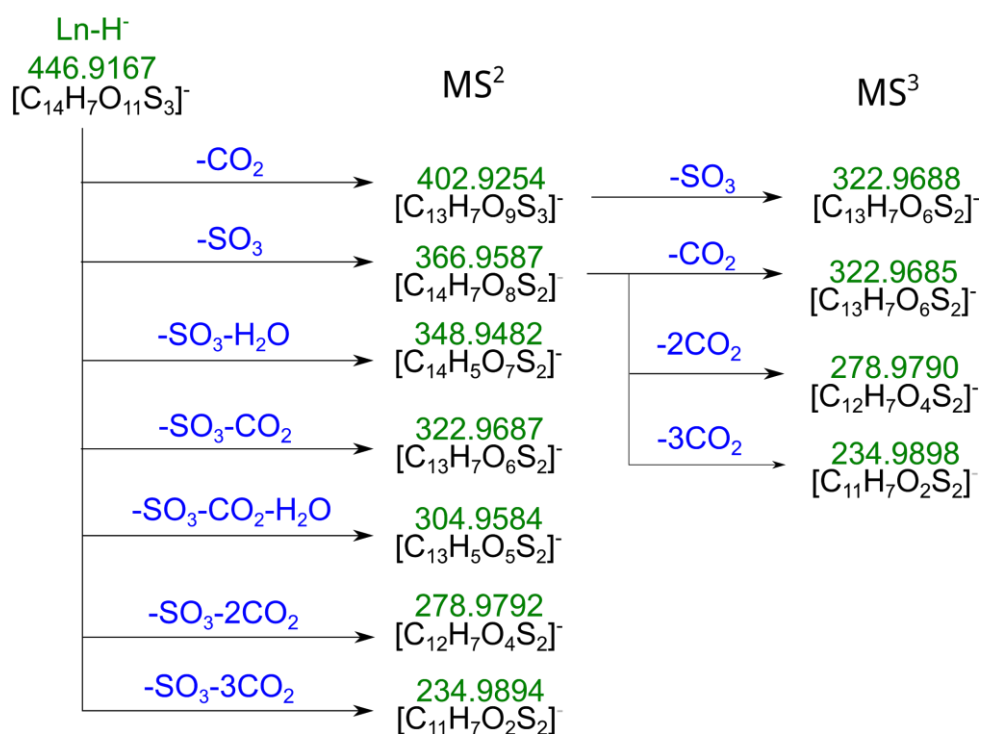 Ln-H⁻
446.9167
[C₁₄H₇O₁₁S₃]⁻
MS²
MS³
-CO₂
402.9254
[C₁₃H₇O₉S₃]⁻
-SO₃
322.9688
[C₁₃H₇O₆S₂]⁻
-SO₃
366.9587
[C₁₄H₇O₈S₂]⁻
-CO₂
322.9685
[C₁₃H₇O₆S₂]⁻
-SO₃-H₂O
348.9482
[C₁₄H₅O₇S₂]⁻
-2CO₂
278.9790
[C₁₂H₇O₄S₂]⁻
-SO₃-CO₂
322.9687
[C₁₃H₇O₆S₂]⁻
-3CO₂
234.9898
[C₁₁H₇O₂S₂]⁻
-SO₃-CO₂-H₂O
304.9584
[C₁₃H₅O₅S₂]⁻
-SO₃-2CO₂
278.9792
[C₁₂H₇O₄S₂]⁻
-SO₃-3CO₂
234.9894
[C₁₁H₇O₂S₂]⁻